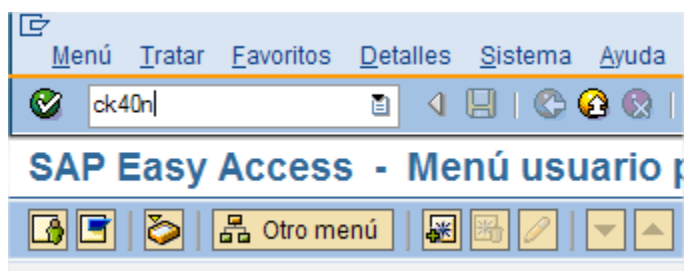 Menú Tratar Favoritos Detalles Sistema Ayuda
ck40n
SAP Easy Access - Menú usuario
Otro menú